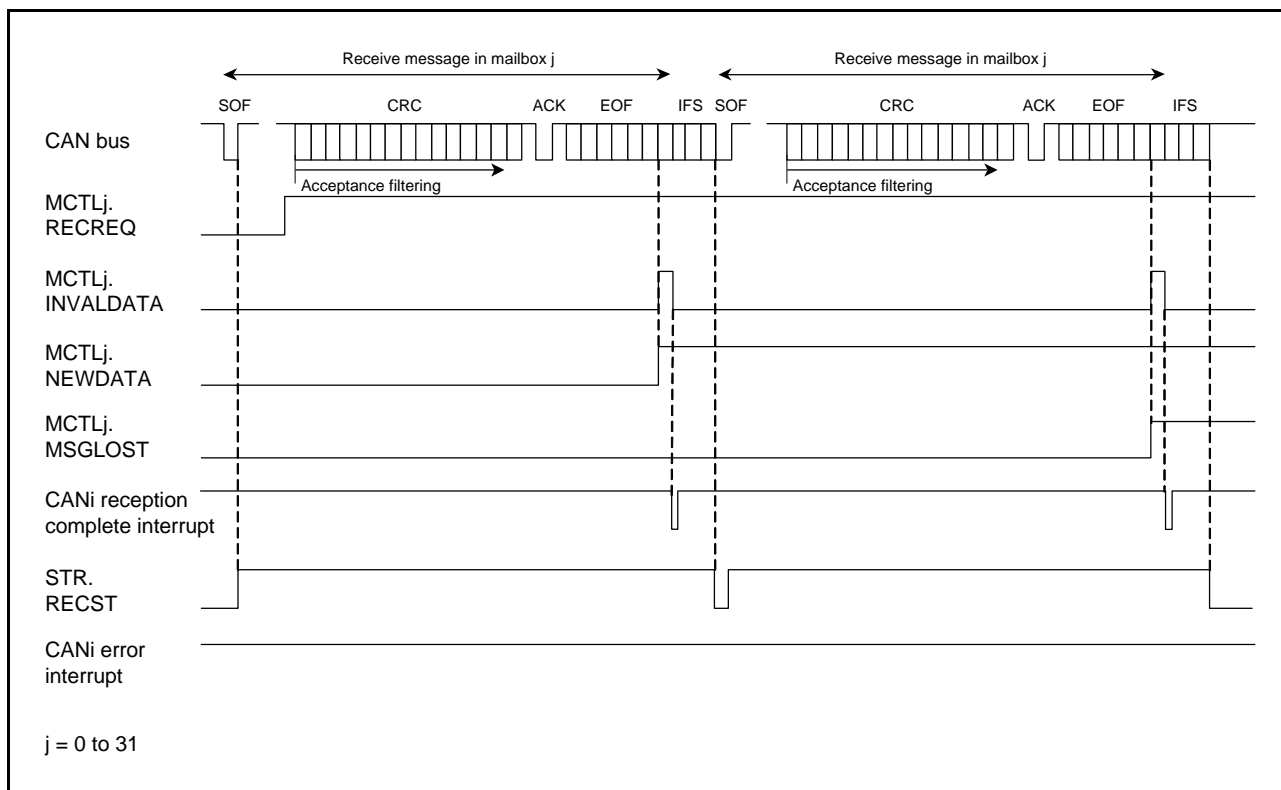 Receive message in mailbox j Receive message in mailbox j
SOF CRC ACK EOF IFS SOF CRC ACK EOF IFS
CAN bus
Acceptance filtering Acceptance filtering
MCTLj.
RECREQ
MCTLj.
INVALDATA
MCTLj.
NEWDATA
MCTLj.
MSGLOST
CANi reception
complete interrupt
STR.
RECST
CANi error
interrupt
j = 0 to 31